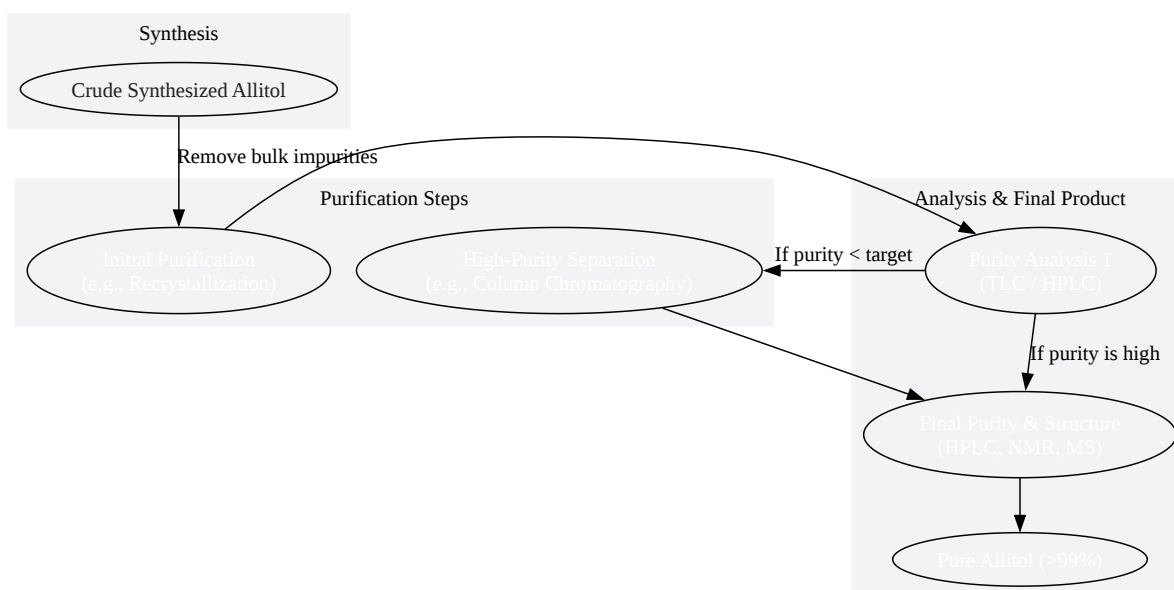 Synthesis
Crude Synthesized Allitol
Remove bulk impurities
Purification Steps
Analysis & Final Product
Initial Purification
(e.g., Recrystallization)
High-Purity Separation
(e.g., Column Chromatography)
If purity < target
Purity Analysis 1
(TLC / HPLC)
If purity is high
Final Purity & Structure
(HPLC, NMR, MS)
Pure Allitol (>99%)